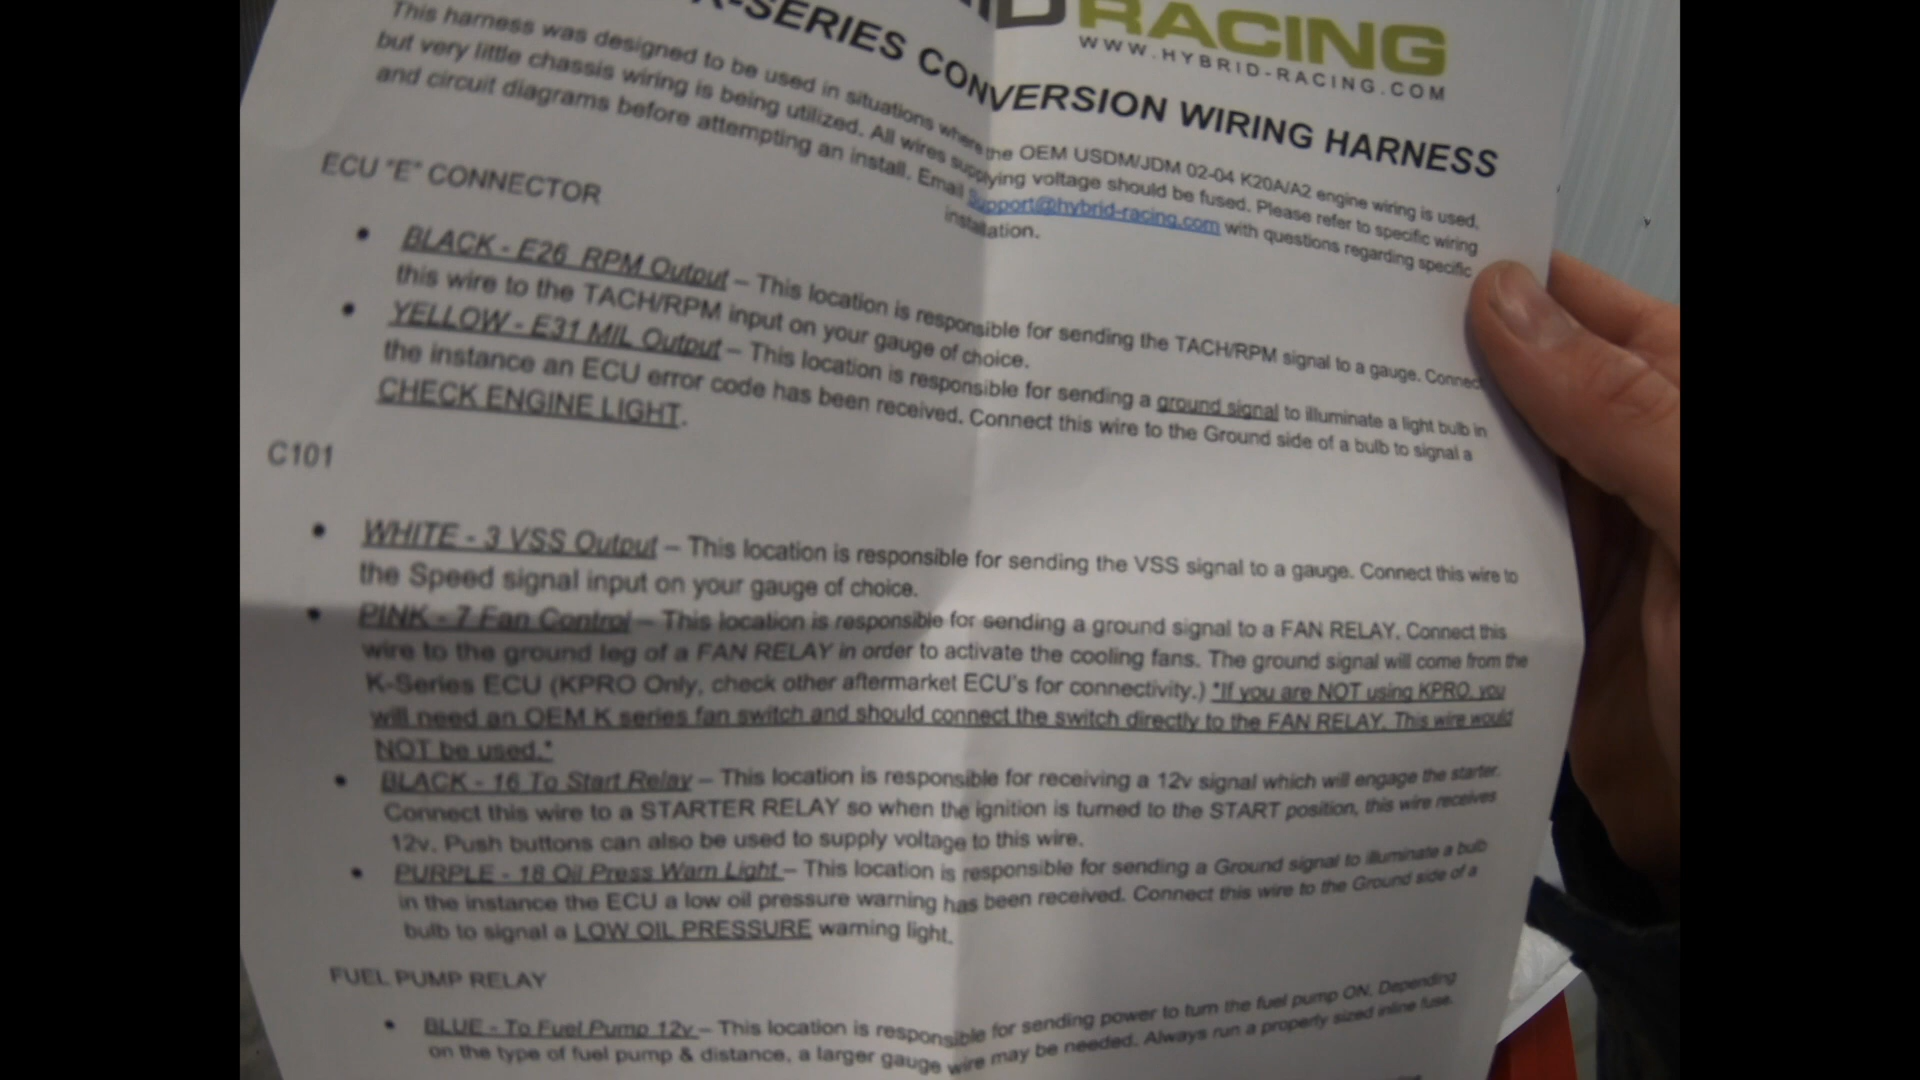 RACING
WWW.HYBRID-RACING.COM
K-SERIES CONVERSION WIRING HARNESS
This harness was designed to be used in situations where the OEM USDM/JDM 02-04 K20A/A2 engine wiring is used,
but very little chassis wiring is being utilized. All wires supplying voltage should be fused. Please refer to specific wiring
and circuit diagrams before attempting an install. Email Support@hybrid-racing.com with questions regarding specific
installation.
ECU "E" CONNECTOR
• BLACK - E26 RPM Output – This location is responsible for sending the TACH/RPM signal to a gauge. Connect
this wire to the TACH/RPM input on your gauge of choice.
• YELLOW - E31 MIL Output – This location is responsible for sending a ground signal to illuminate a light bulb in
the instance an ECU error code has been received. Connect this wire to the Ground side of a bulb to signal a
CHECK ENGINE LIGHT.
C101
• WHITE - 3 VSS Output – This location is responsible for sending the VSS signal to a gauge. Connect this wire to
the Speed signal input on your gauge of choice.
• PINK - 7 Fan Control – This location is responsible for sending a ground signal to a FAN RELAY. Connect this
wire to the ground leg of a FAN RELAY in order to activate the cooling fans. The ground signal will come from the
K-Series ECU (KPRO Only, check other aftermarket ECU's for connectivity.) *If you are NOT using KPRO, you
will need an OEM K series fan switch and should connect the switch directly to the FAN RELAY. This wire would
NOT be used.*
• BLACK - 16 To Start Relay – This location is responsible for receiving a 12v signal which will engage the starter.
Connect this wire to a STARTER RELAY so when the ignition is turned to the START position, this wire receives
12v. Push buttons can also be used to supply voltage to this wire.
• PURPLE - 18 Oil Press Warn Light – This location is responsible for sending a Ground signal to illuminate a bulb
in the instance the ECU a low oil pressure warning has been received. Connect this wire to the Ground side of a
bulb to signal a LOW OIL PRESSURE warning light.
FUEL PUMP RELAY
• BLUE - To Fuel Pump 12v – This location is responsible for sending power to turn the fuel pump ON. Depending
on the type of fuel pump & distance, a larger gauge wire may be needed. Always run a properly sized inline fuse.